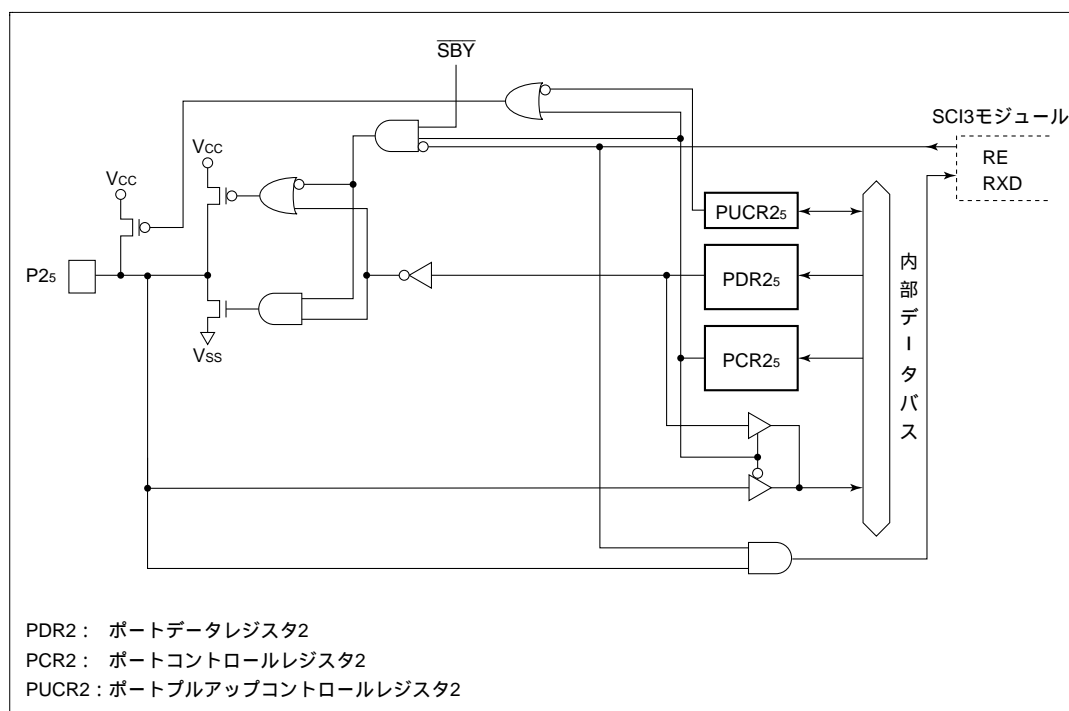 SBY
SCI3モジュール
VCC
RE
VCC
RXD
PUCR25
P25
PDR25
VSS
PCR25
内部データバス
PDR2： ポートデータレジスタ2
PCR2： ポートコントロールレジスタ2
PUCR2：ポートプルアップコントロールレジスタ2